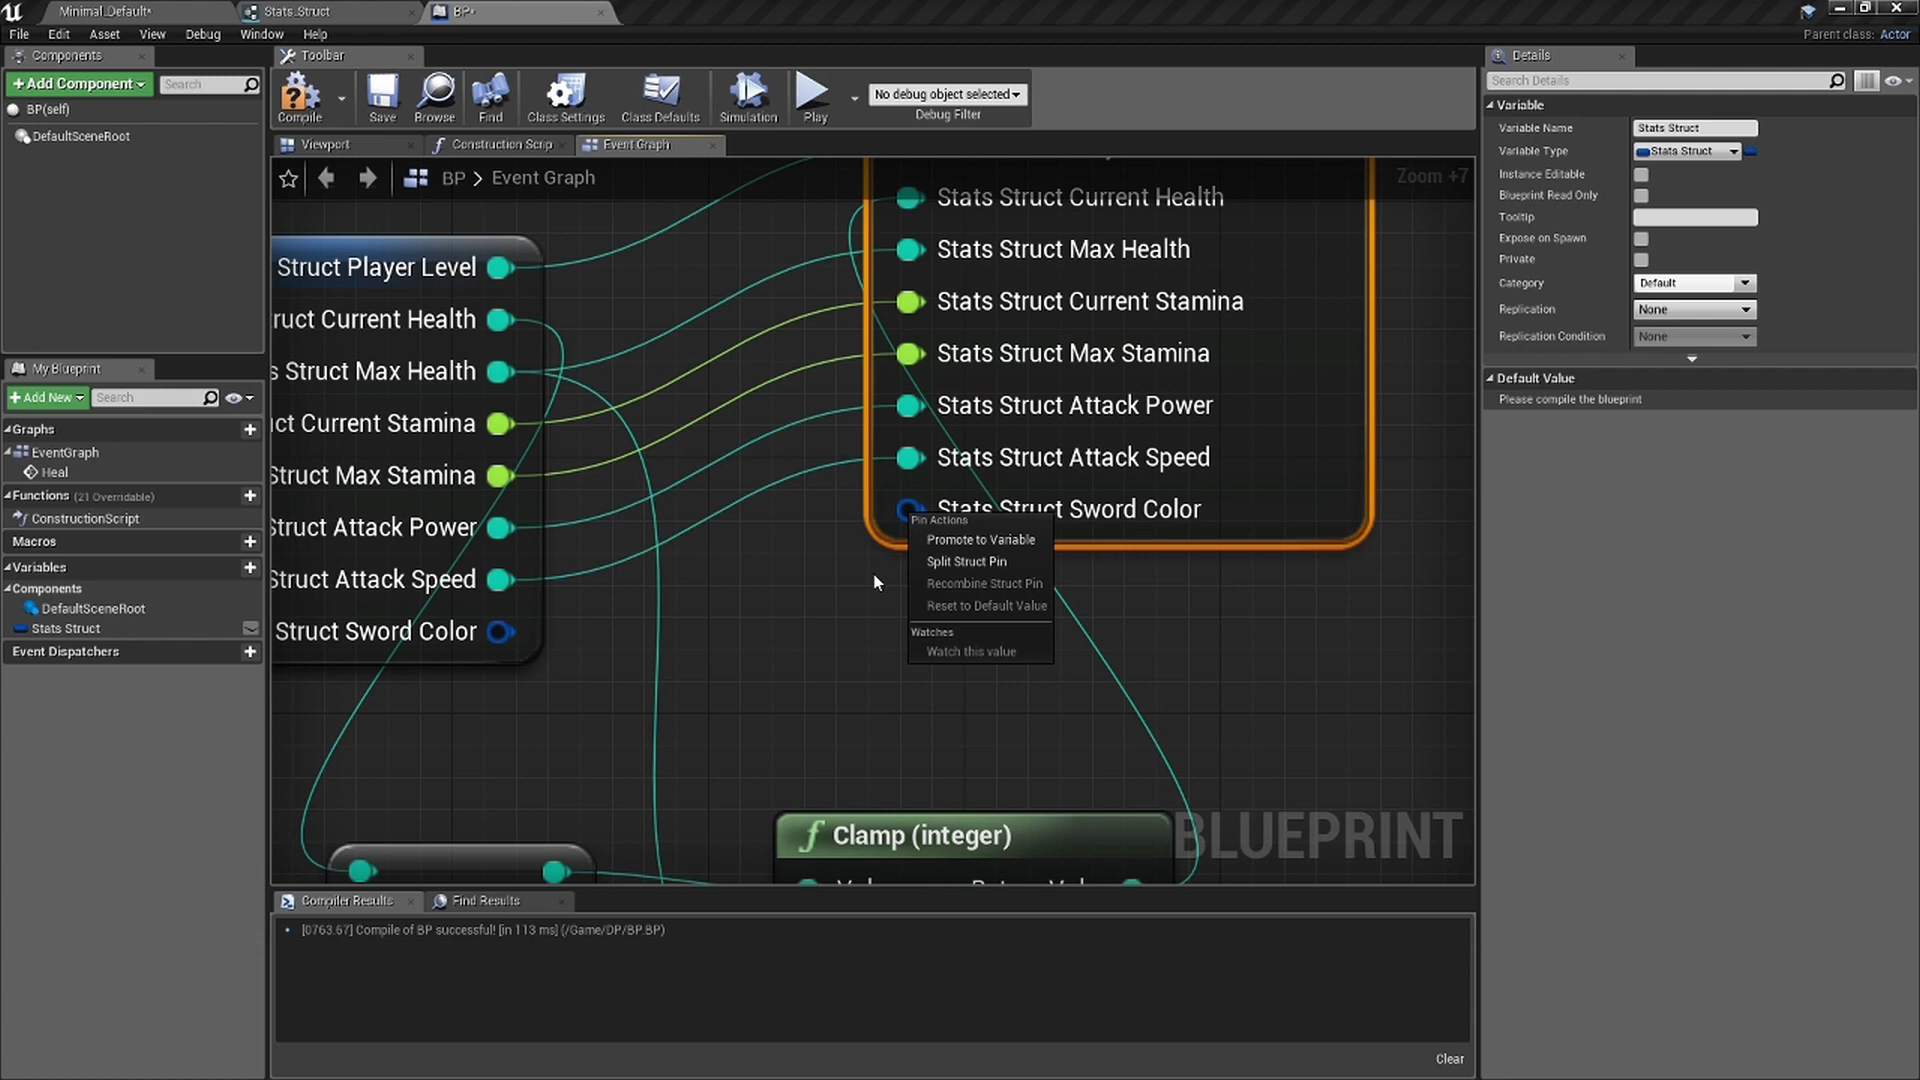 Minimal_Default*
Stats_Struct
BP*
File Edit Asset View Debug Window Help
Parent class: Actor
Components
Toolbar
Details
+Add Component
Search
Compile
Save
Browse
Find
Class Settings
Class Defaults
Simulation
Play
No debug object selected
Debug Filter
Search Details
BP(self)
DefaultSceneRoot
Variable
Variable Name Stats Struct
Variable Type Stats Struct
Instance Editable
Blueprint Read Only
Tooltip
Expose on Spawn
Private
Category Default
Replication None
Replication Condition None
Default Value
Please compile the blueprint
Viewport
Construction Scrip
Event Graph
BP > Event Graph
Zoom +7
Struct Player Level
ruct Current Health
s Struct Max Health
ct Current Stamina
Struct Max Stamina
Struct Attack Power
Struct Attack Speed
Struct Sword Color
Stats Struct Current Health
Stats Struct Max Health
Stats Struct Current Stamina
Stats Struct Max Stamina
Stats Struct Attack Power
Stats Struct Attack Speed
Stats Struct Sword Color
Pin Actions
Promote to Variable
Split Struct Pin
Recombine Struct Pin
Reset to Default Value
Watches
Watch this value
f Clamp (integer)
BLUEPRINT
My Blueprint
+Add New
Search
Graphs
EventGraph
Heal
Functions (21 Overridable)
ConstructionScript
Macros
Variables
Components
DefaultSceneRoot
Stats Struct
Event Dispatchers
Compiler Results
Find Results
[0763.67] Compile of BP successful! [in 113 ms] (/Game/DP/BP.BP)
Clear